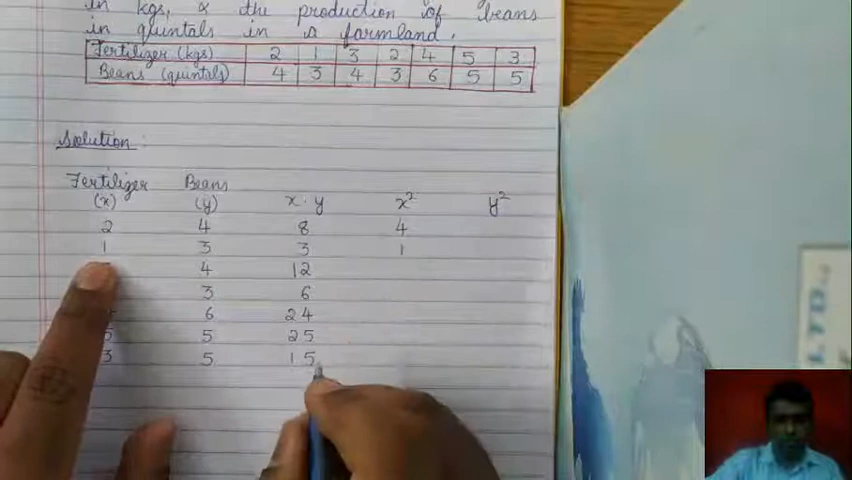 in kgs, & the production of beans
in quintals in a farmland.
Fertilizer (kgs) 2 1 3 2 4 5 3
Beans (quintals) 4 3 4 3 6 5 5
Solution :
Fertilizer Beans
(x) (y) x·y x² y²
2 4 8 4
1 3 3 1
4 12
3 6
6 24
5 5 25
3 5 15
LTD.